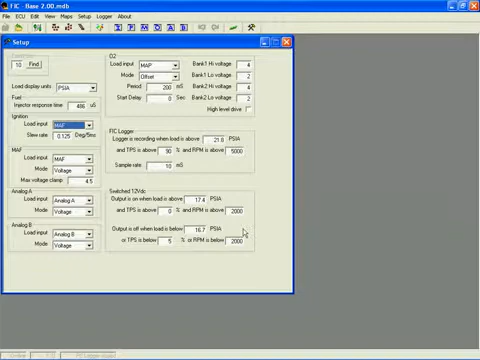 FIC - Base 2.00.mdb
File ECU Edit View Maps Setup Logger About
Setup
10 Find
Load display units PSIA
Fuel
Injector response time 486 uS
Ignition
Load input MAF
Slew rate 0.125 Deg/5ms
MAF
Load input MAF
Mode Voltage
Max voltage clamp 4.5
Analog A
Load input Analog A
Mode Voltage
Analog B
Load input Analog B
Mode Voltage
O2
Load input MAP
Mode Offset
Period 200 mS
Start Delay 0 Sec
Bank1 Hi voltage 4
Bank1 Lo voltage 2
Bank2 Hi voltage 4
Bank2 Lo voltage 2
High level drive
FIC Logger
Logger is recording when load is above 21.8 PSIA
and TPS is above 90 % and RPM is above 5000
Sample rate 10 mS
Switched 12Vdc
Output is on when load is above 17.4 PSIA
and TPS is above 0 % and RPM is above 2000
Output is off when load is below 16.7 PSIA
or TPS is below 5 % or RPM is below 2000